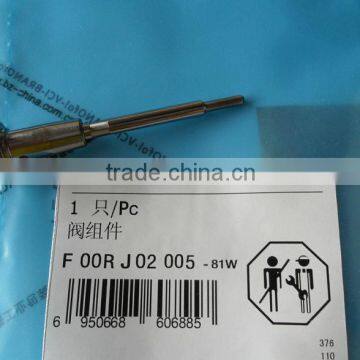 trade.china.cn
1 只/Pc
阀组件
F 00R J02 005 -81W
6 950668 606885
376
110